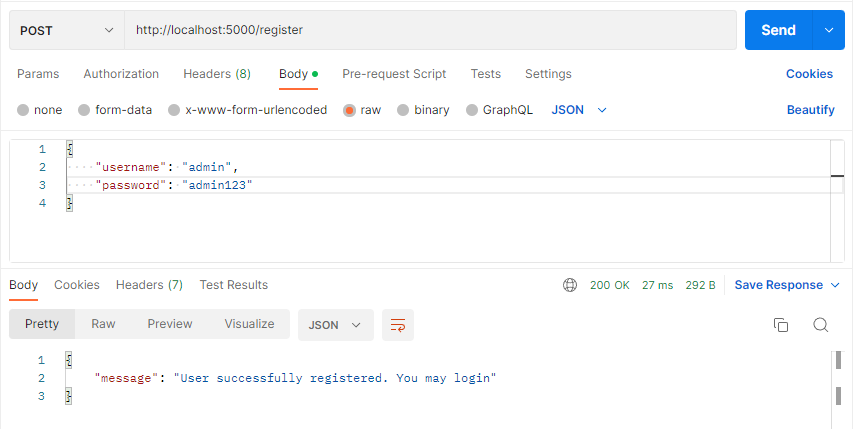 POST http://localhost:5000/register Send
Params Authorization Headers (8) Body Pre-request Script Tests Settings Cookies
none form-data x-www-form-urlencoded raw binary GraphQL JSON Beautify
1 {
2 "username": "admin",
3 "password": "admin123"
4 }
Body Cookies Headers (7) Test Results 200 OK 27 ms 292 B Save Response
Pretty Raw Preview Visualize JSON
1 {
2 "message": "User successfully registered. You may login"
3 }